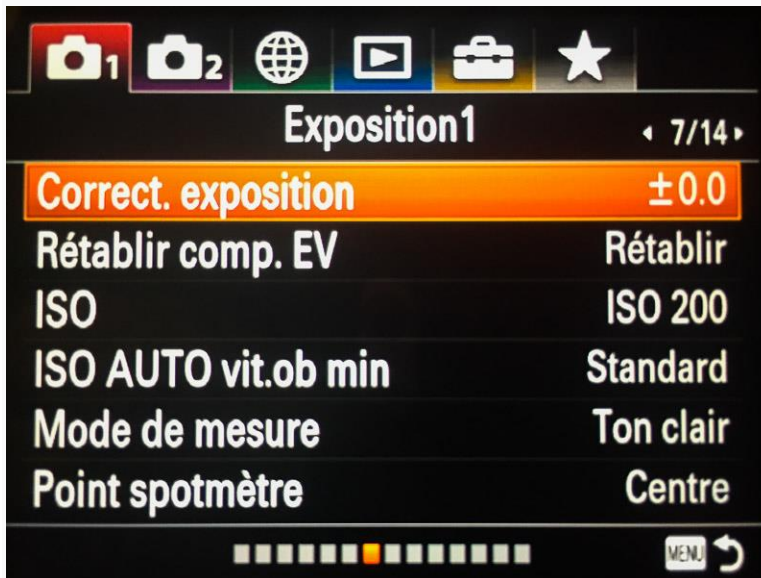 1 2
Exposition1 7/14
Correct. exposition ±0.0
Rétablir comp. EV Rétablir
ISO ISO 200
ISO AUTO vit.ob min Standard
Mode de mesure Ton clair
Point spotmètre Centre
MENU